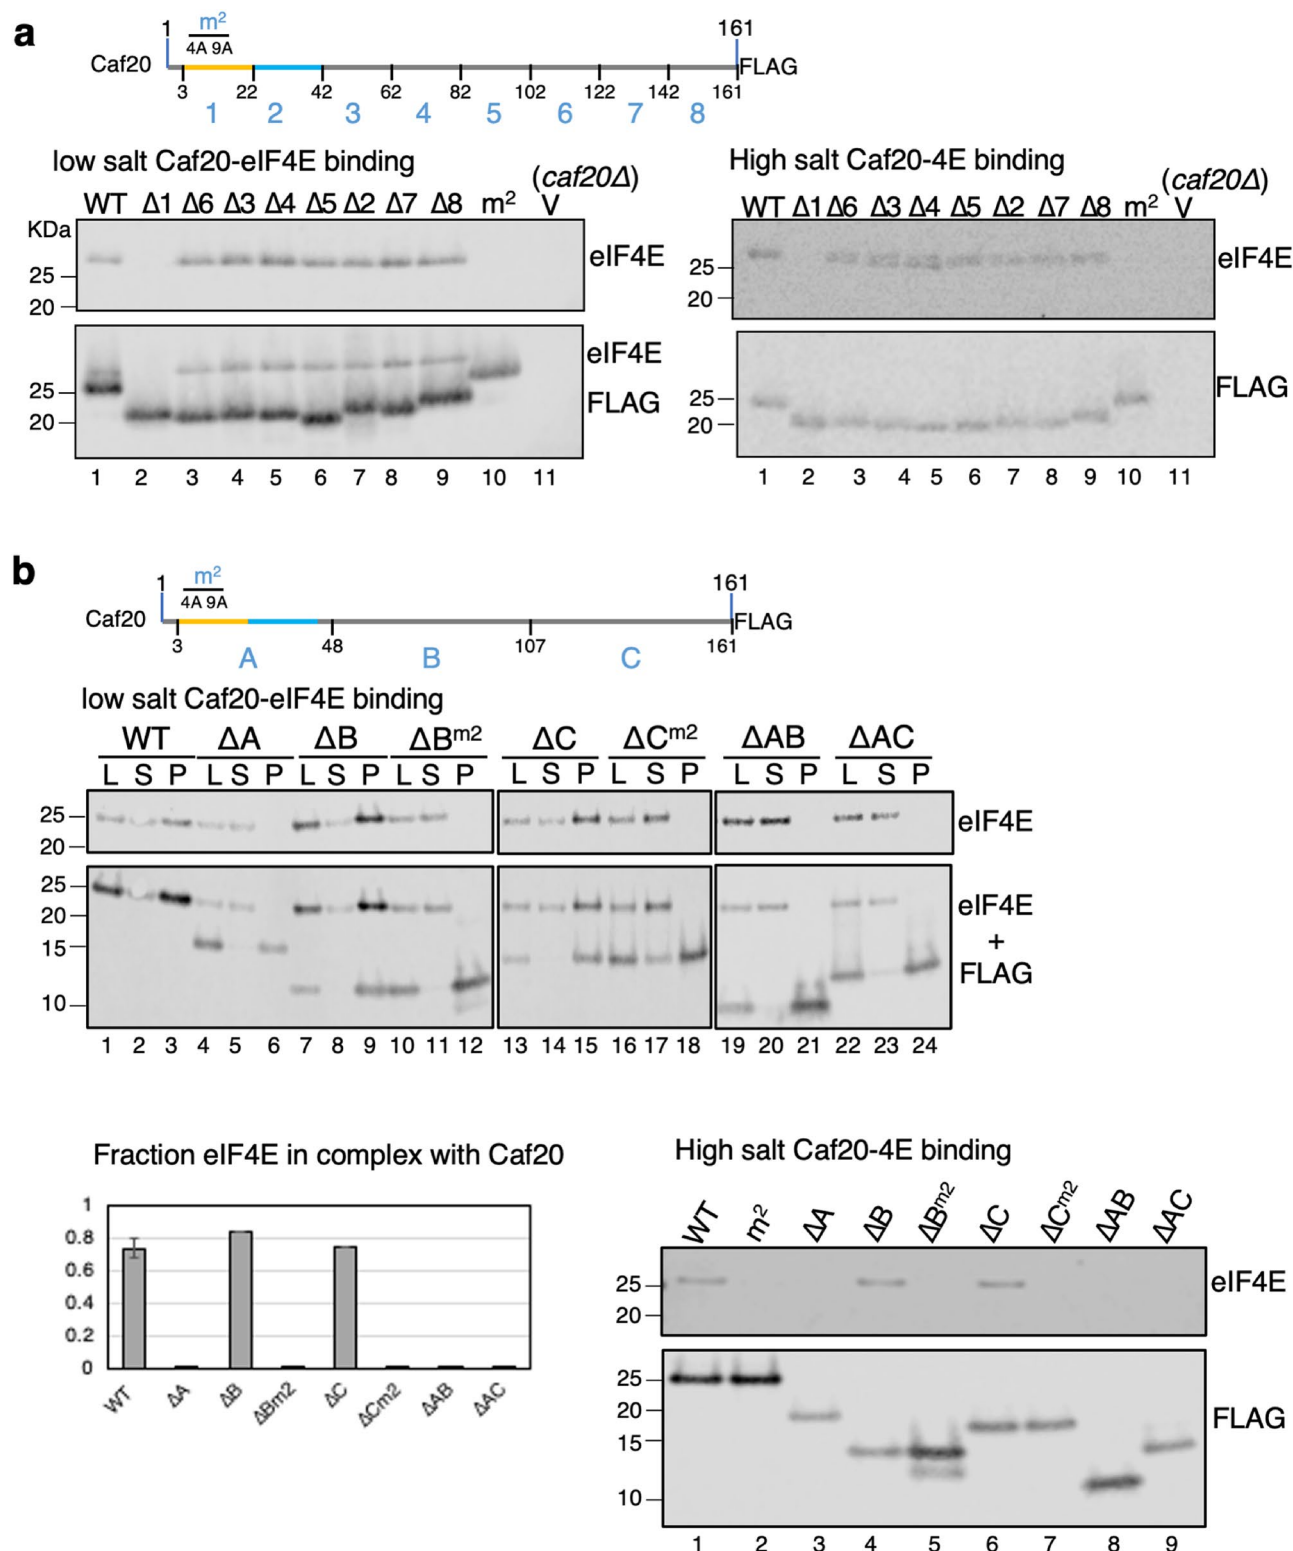 a
m²
1 4A 9A 161
Caf20 FLAG
3 22 42 62 82 102 122 142 161
1 2 3 4 5 6 7 8
low salt Caf20-eIF4E binding
(caf20Δ)
WT Δ1 Δ6 Δ3 Δ4 Δ5 Δ2 Δ7 Δ8 m² V
KDa
eIF4E
25
20
eIF4E
25
FLAG
20
1 2 3 4 5 6 7 8 9 10 11
High salt Caf20-4E binding
(caf20Δ)
WT Δ1 Δ6 Δ3 Δ4 Δ5 Δ2 Δ7 Δ8 m² V
eIF4E
25
20
FLAG
25
20
1 2 3 4 5 6 7 8 9 10 11
b
m²
1 4A 9A 161
Caf20 FLAG
3 48 107 161
A B C
low salt Caf20-eIF4E binding
WT ΔA ΔB ΔBᵐ² ΔC ΔCᵐ² ΔAB ΔAC
L S P L S P L S P L S P L S P L S P L S P L S P
25
eIF4E
20
25
eIF4E
20
+
15
FLAG
10
1 2 3 4 5 6 7 8 9 10 11 12 13 14 15 16 17 18 19 20 21 22 23 24
Fraction eIF4E in complex with Caf20
1
0.8
0.6
0.4
0.2
0
WT ΔA ΔB ΔBm2 ΔC ΔCm2 ΔAB ΔAC
High salt Caf20-4E binding
WT m² ΔA ΔB ΔBᵐ² ΔC ΔCᵐ² ΔAB ΔAC
eIF4E
25
20
25
20
FLAG
15
10
1 2 3 4 5 6 7 8 9